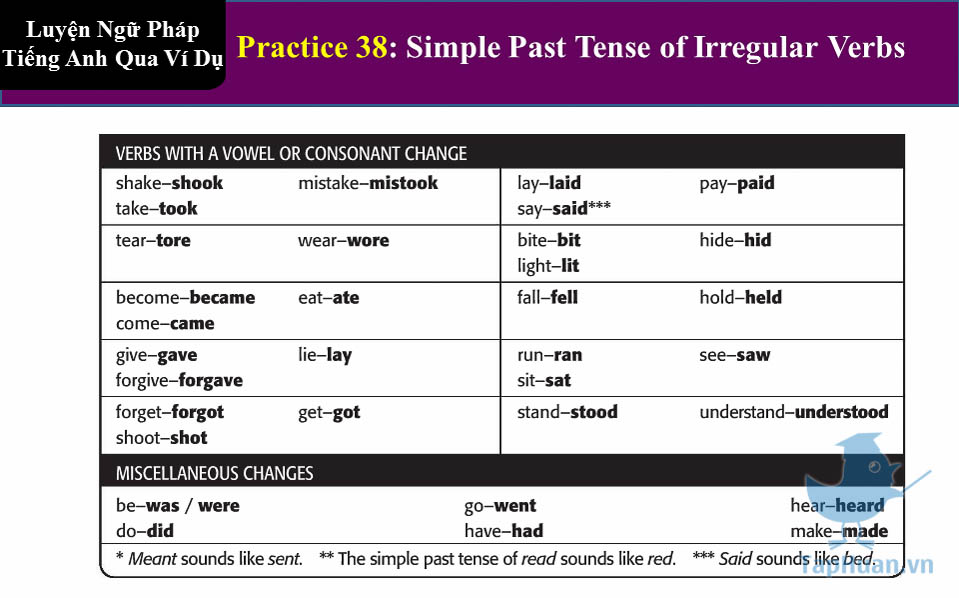 Luyện Ngữ Pháp
Tiếng Anh Qua Ví Dụ
Practice 38: Simple Past Tense of Irregular Verbs
VERBS WITH A VOWEL OR CONSONANT CHANGE
shake–shook mistake–mistook lay–laid pay–paid
take–took say–said***
tear–tore wear–wore bite–bit hide–hid
light–lit
become–became eat–ate fall–fell hold–held
come–came
give–gave lie–lay run–ran see–saw
forgive–forgave sit–sat
forget–forgot get–got stand–stood understand–understood
shoot–shot
MISCELLANEOUS CHANGES
be–was / were go–went hear–heard
do–did have–had make–made
* Meant sounds like sent. ** The simple past tense of read sounds like red. *** Said sounds like bed.
Taphuan.vn